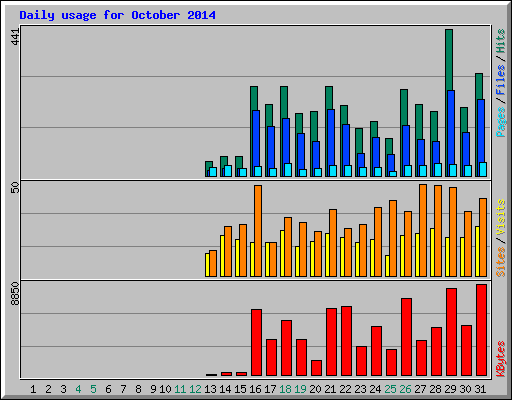 Daily usage for October 2014
441
Pages / Files / Hits
50
Sites / Visits
8850
KBytes
1 2 3 4 5 6 7 8 9 10 11 12 13 14 15 16 17 18 19 20 21 22 23 24 25 26 27 28 29 30 31